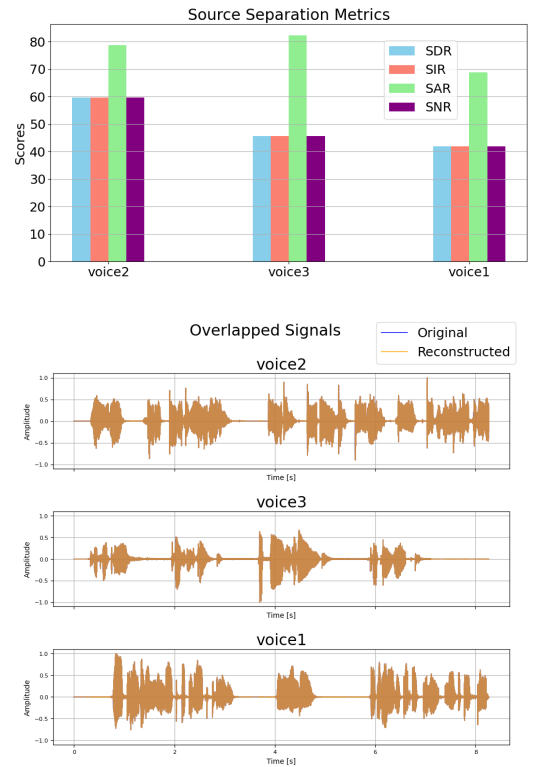 Source Separation Metrics
80
70
60
50
40
30
20
10
0
Scores
SDR
SIR
SAR
SNR
voice2 voice3 voice1
Overlapped Signals
Original
Reconstructed
voice2
1.0
0.5
0.0
−0.5
−1.0
Amplitude
Time [s]
voice3
1.0
0.5
0.0
−0.5
−1.0
Amplitude
Time [s]
voice1
1.0
0.5
0.0
−0.5
−1.0
Amplitude
0 2 4 6 8
Time [s]